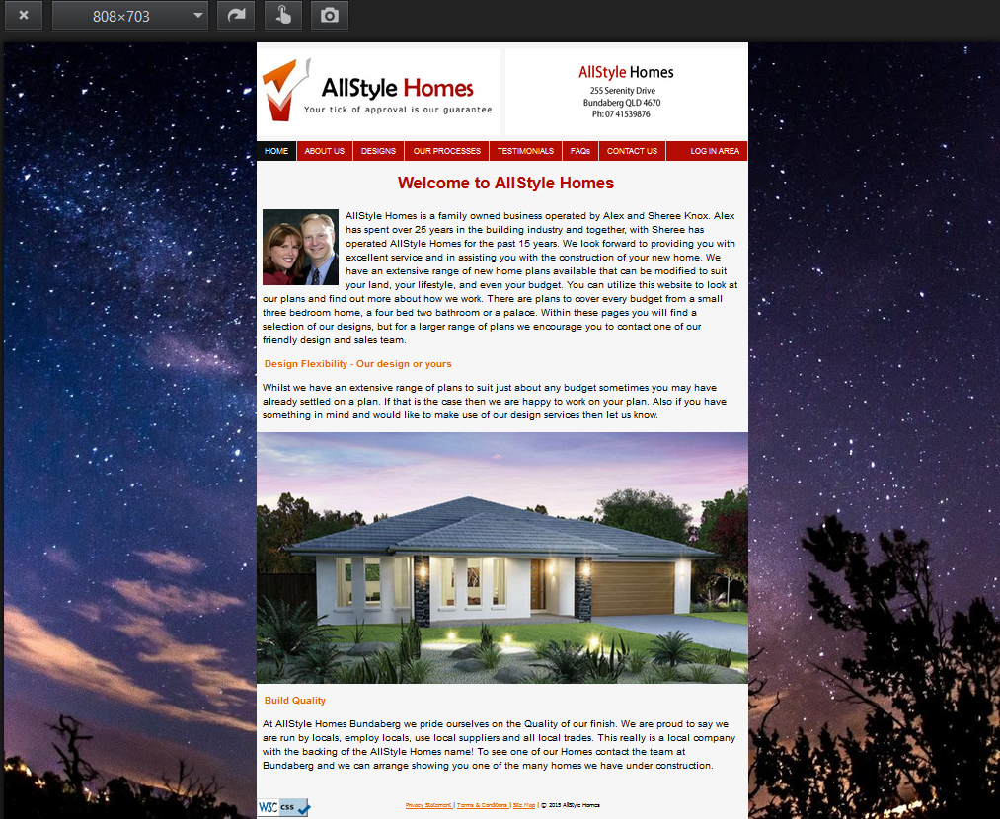 808×703
AllStyle Homes
Your tick of approval is our guarantee
AllStyle Homes
255 Serenity Drive
Bundaberg QLD 4670
Ph: 07 41539876
HOME ABOUT US DESIGNS OUR PROCESSES TESTIMONIALS FAQs CONTACT US LOG IN AREA
Welcome to AllStyle Homes
AllStyle Homes is a family owned business operated by Alex and Sheree Knox. Alex
has spent over 25 years in the building industry and together, with Sheree has
operated AllStyle Homes for the past 15 years. We look forward to providing you with
excellent service and in assisting you with the construction of your new home. We
have an extensive range of new home plans available that can be modified to suit
your land, your lifestyle, and even your budget. You can utilize this website to look at
our plans and find out more about how we work. There are plans to cover every budget from a small
three bedroom home, a four bed two bathroom or a palace. Within these pages you will find a
selection of our designs, but for a larger range of plans we encourage you to contact one of our
friendly design and sales team.
Design Flexibility - Our design or yours
Whilst we have an extensive range of plans to suit just about any budget sometimes you may have
already settled on a plan. If that is the case then we are happy to work on your plan. Also if you have
something in mind and would like to make use of our design services then let us know.
Build Quality
At AllStyle Homes Bundaberg we pride ourselves on the Quality of our finish. We are proud to say we
are run by locals, employ locals, use local suppliers and all local trades. This really is a local company
with the backing of the AllStyle Homes name! To see one of our Homes contact the team at
Bundaberg and we can arrange showing you one of the many homes we have under construction.
W3C css
Privacy Statement | Terms & Conditions | Site Map | © 2015 AllStyle Homes